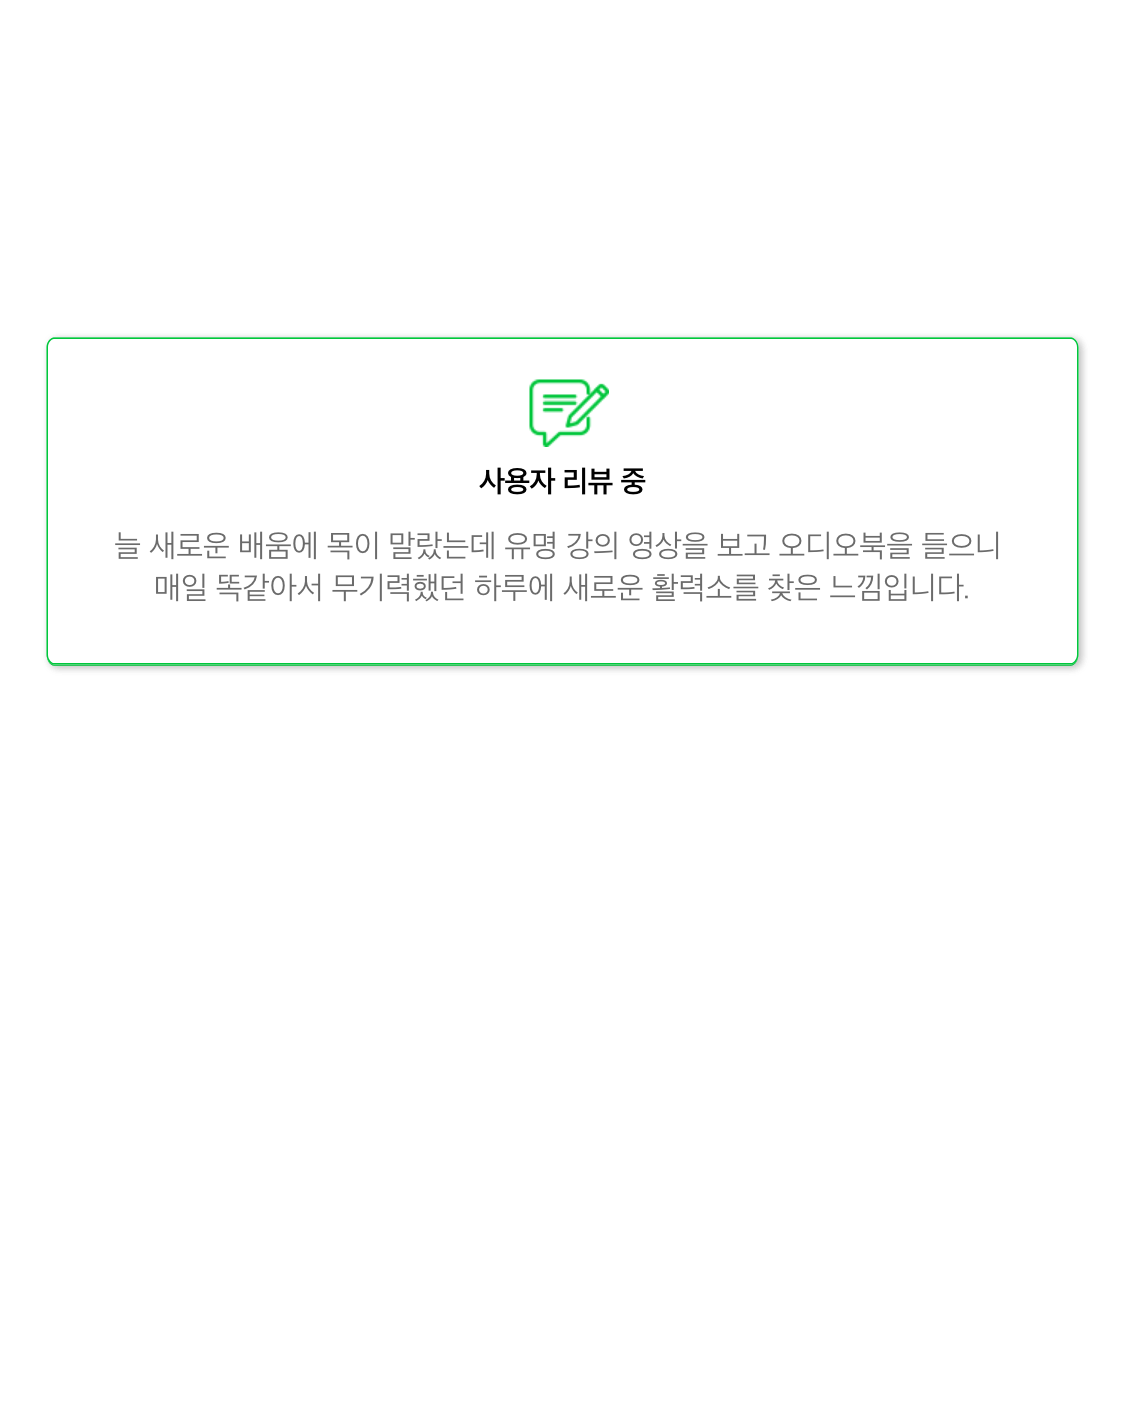 사용자 리뷰 중
늘 새로운 배움에 목이 말랐는데 유명 강의 영상을 보고 오디오북을 들으니
매일 똑같아서 무기력했던 하루에 새로운 활력소를 찾은 느낌입니다.